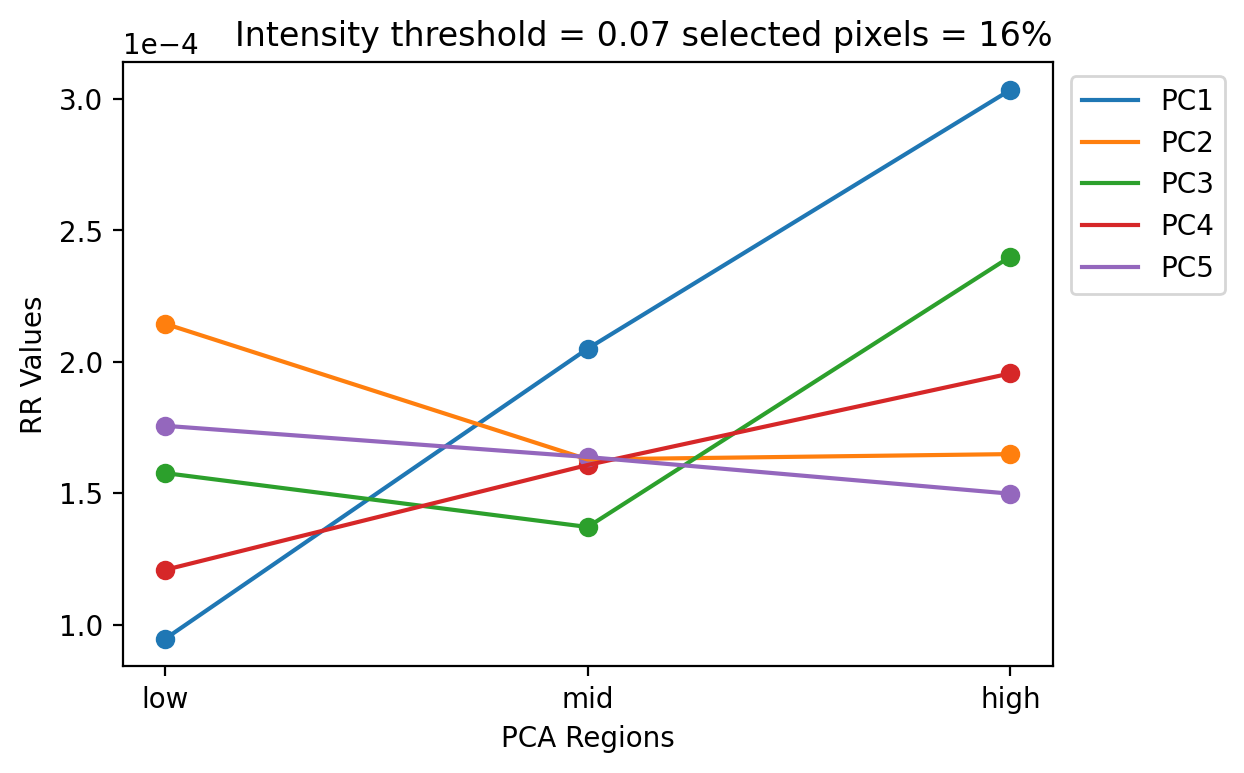 1e−4 Intensity threshold = 0.07 selected pixels = 16%
3.0
2.5
2.0
1.5
1.0
RR Values
low mid high
PCA Regions
PC1
PC2
PC3
PC4
PC5